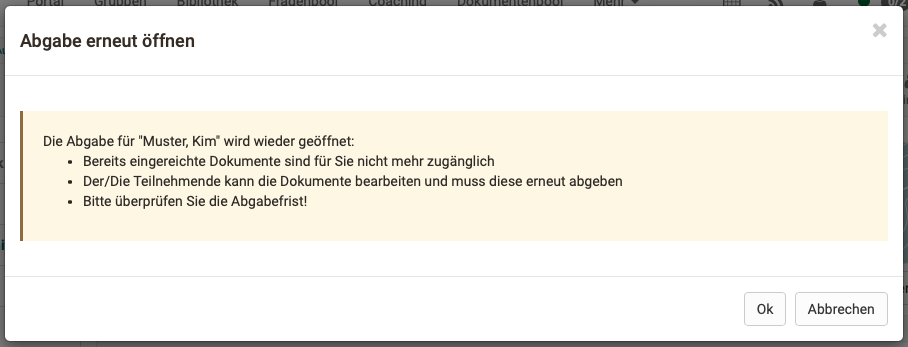 Portal Gruppen Bibliothek Fragenpool Coaching Dokumentenpool Mehr
Abgabe erneut öffnen
Die Abgabe für "Muster, Kim" wird wieder geöffnet:
Bereits eingereichte Dokumente sind für Sie nicht mehr zugänglich
Der/Die Teilnehmende kann die Dokumente bearbeiten und muss diese erneut abgeben
Bitte überprüfen Sie die Abgabefrist!
Ok Abbrechen